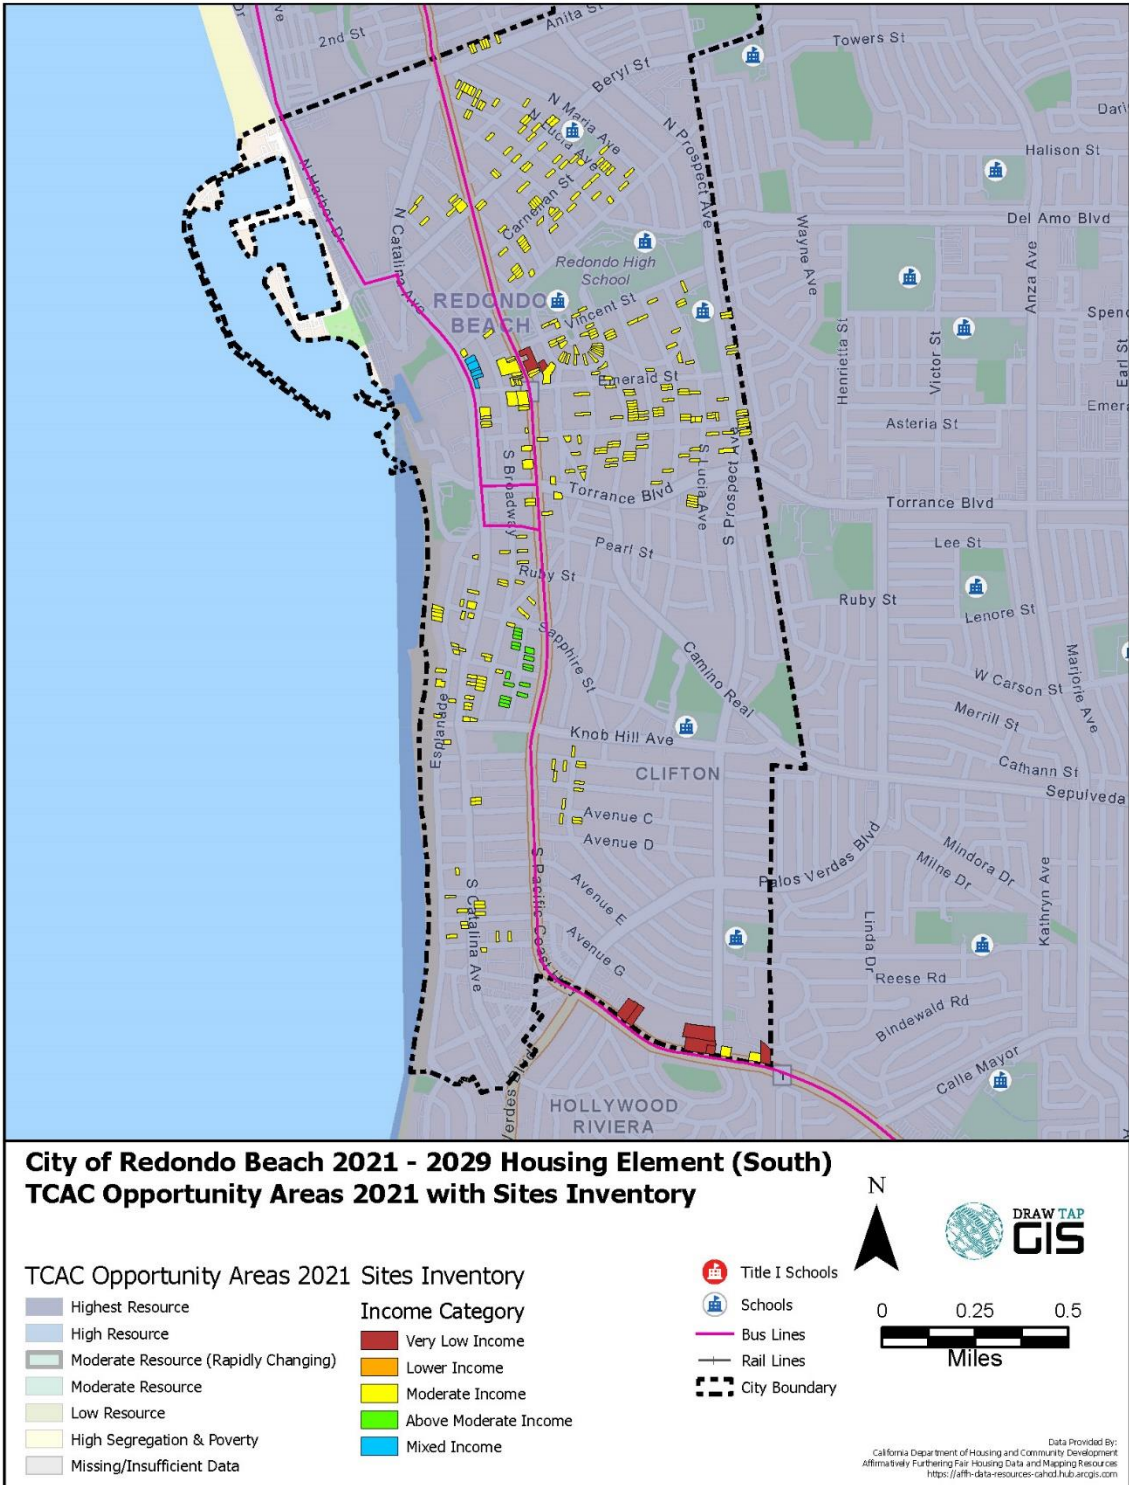 Dr
Ave
2nd St
Anita St
Towers St
Beryl St
N Maria Ave
N Lucia Ave
N Prospect Ave
Halison St
N Harbor Dr
Carnelian St
Del Amo Blvd
N Catalina Ave
Wayne Ave
Anza Ave
Redondo High
School
REDONDO
BEACH
Vincent St
Henrietta St
Victor St
Earl St
Emerald St
Asteria St
S Broadway
S Lucia Ave
S Prospect Ave
Torrance Blvd
Torrance Blvd
Pearl St
Lee St
Ruby St
Ruby St
Lenore St
Sapphire St
Camino Real
W Carson St
Marjorie Ave
Merrill St
Esplanade
Knob Hill Ave
Cathann St
CLIFTON
Sepulveda
Avenue C
Avenue D
Palos Verdes Blvd
Mindora Dr
Milne Dr
Kathryn Ave
S Catalina Ave
S Pacific Coast Hwy
Avenue E
Avenue G
Linda Dr
Reese Rd
Bindewald Rd
Calle Mayor
Verdes Blvd
HOLLYWOOD
RIVIERA
City of Redondo Beach 2021 - 2029 Housing Element (South)
TCAC Opportunity Areas 2021 with Sites Inventory
N
DRAW TAP
GIS
TCAC Opportunity Areas 2021
Highest Resource
High Resource
Moderate Resource (Rapidly Changing)
Moderate Resource
Low Resource
High Segregation & Poverty
Missing/Insufficient Data
Sites Inventory
Income Category
Very Low Income
Lower Income
Moderate Income
Above Moderate Income
Mixed Income
Title I Schools
Schools
Bus Lines
Rail Lines
City Boundary
0 0.25 0.5
Miles
Data Provided By:
California Department of Housing and Community Development
Affirmatively Furthering Fair Housing Data and Mapping Resources
https://affh-data-resources-cahcd.hub.arcgis.com